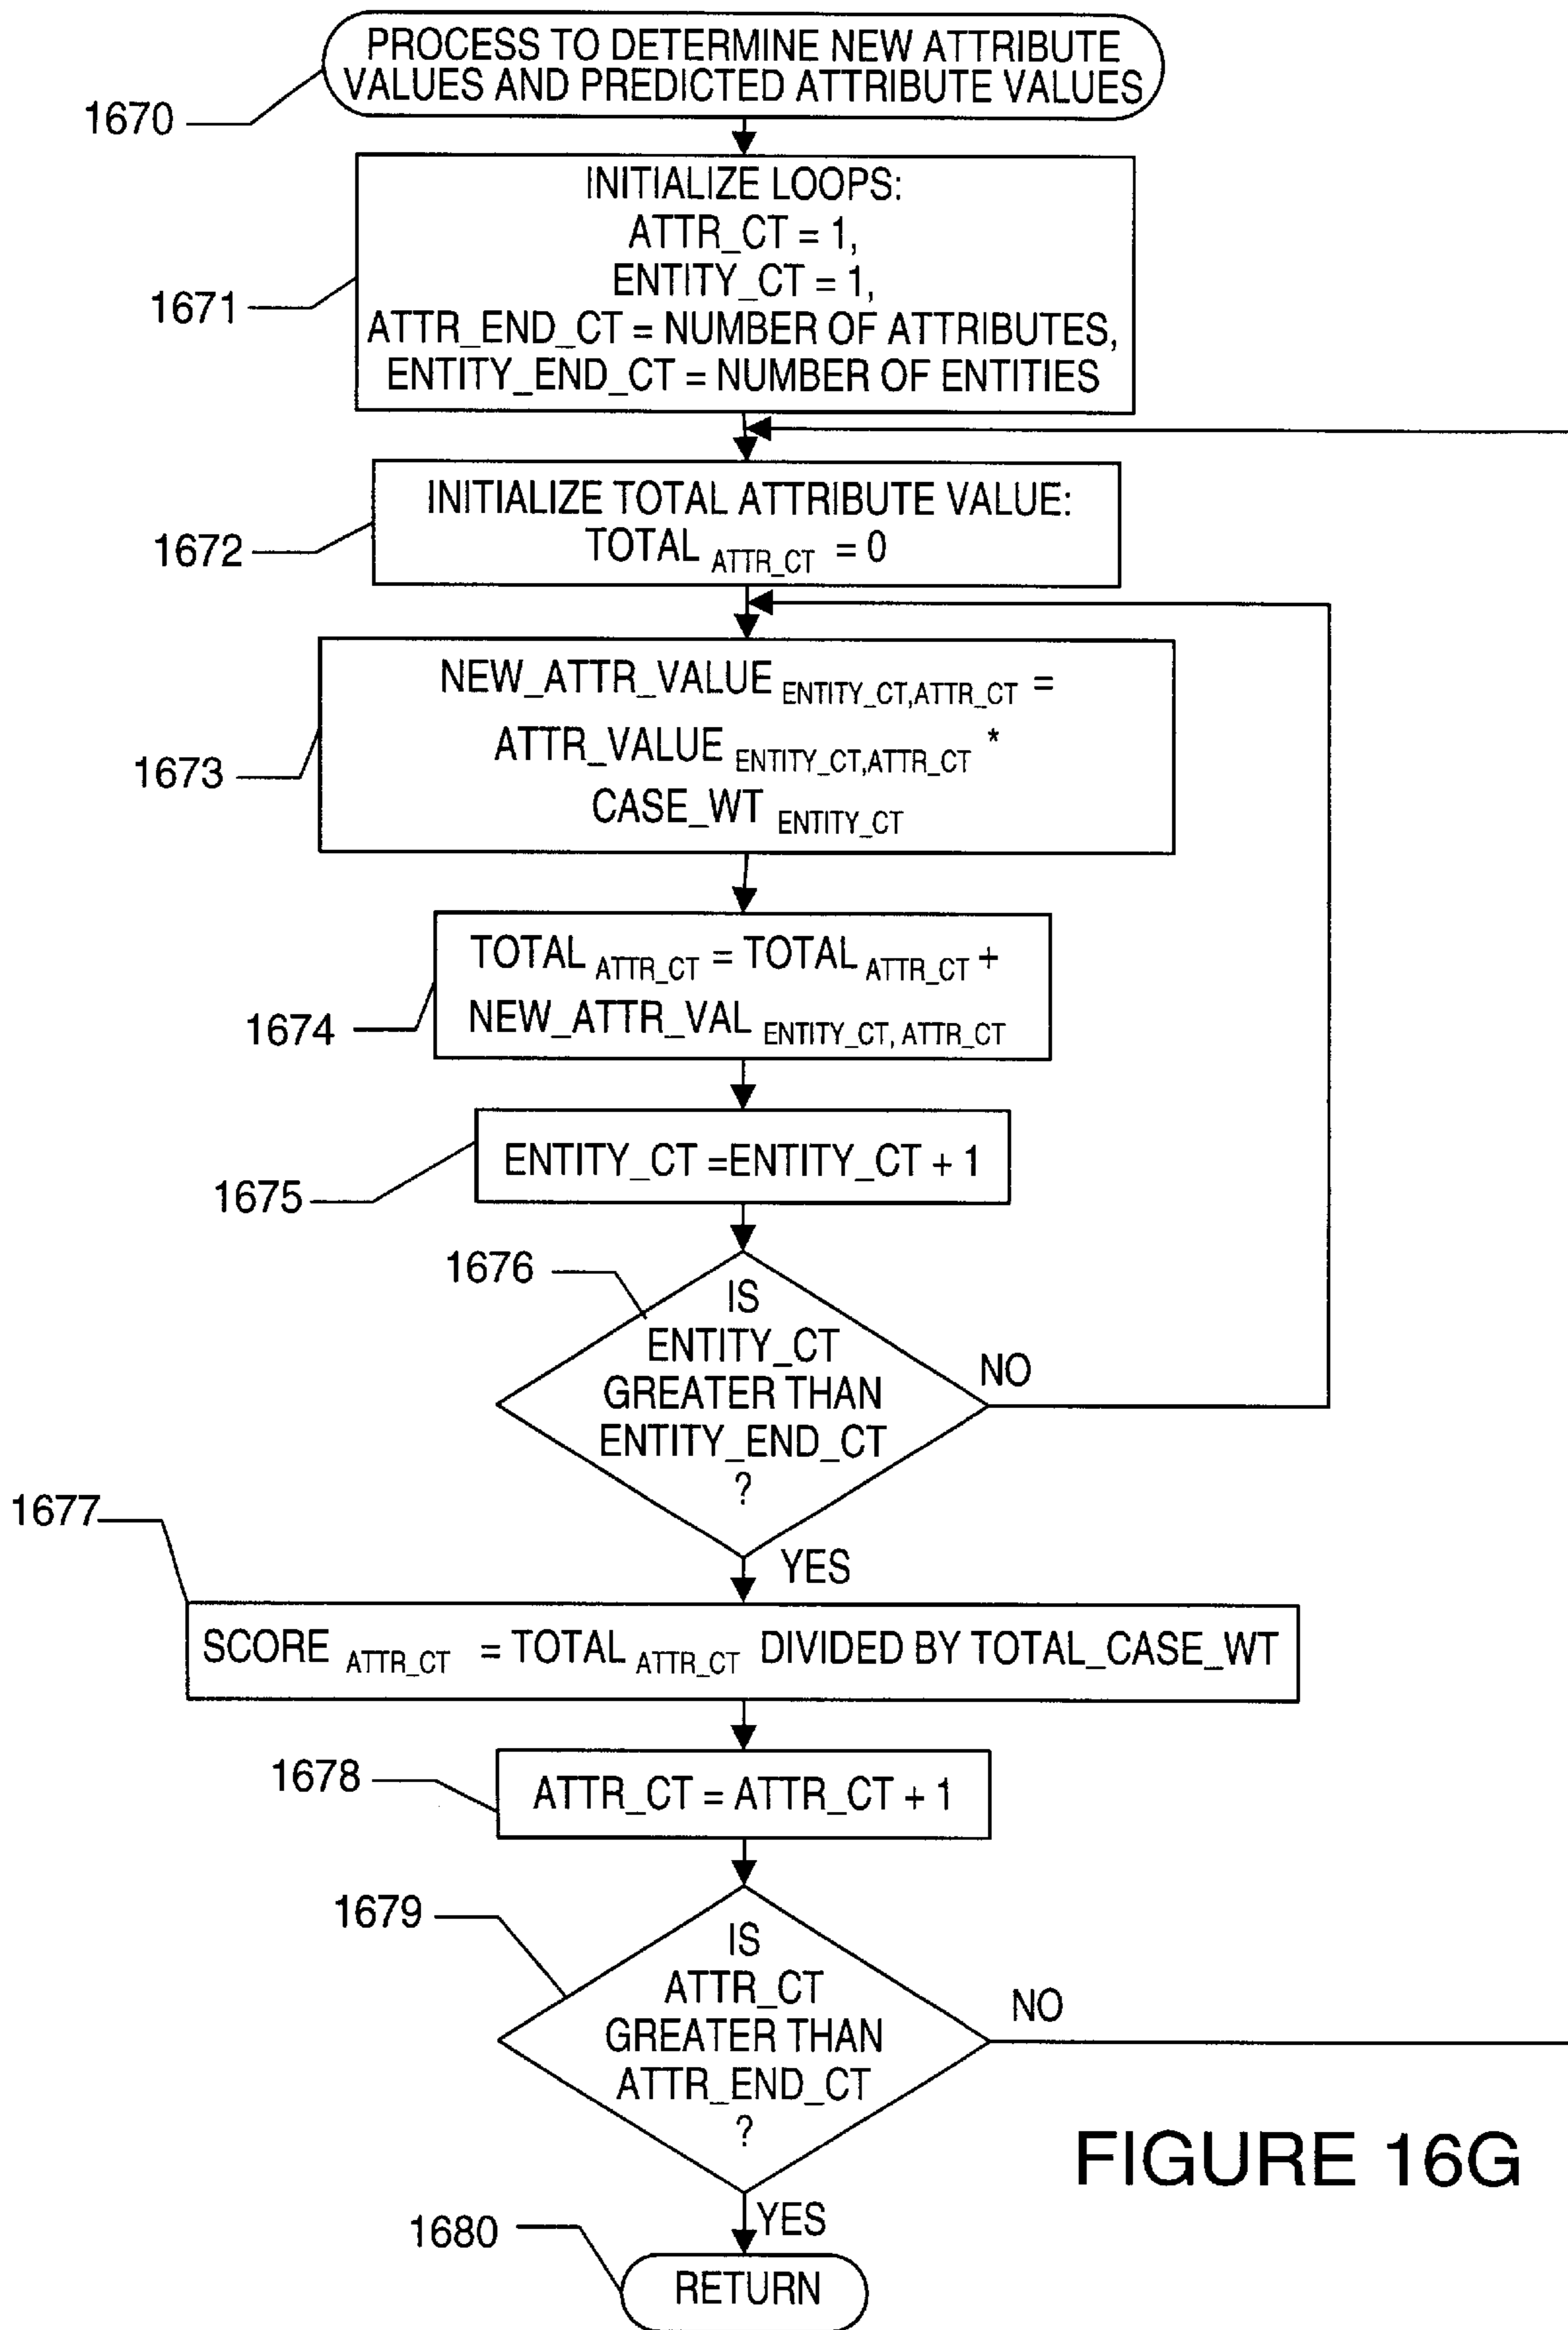 PROCESS TO DETERMINE NEW ATTRIBUTE
VALUES AND PREDICTED ATTRIBUTE VALUES
1670
INITIALIZE LOOPS:
ATTR_CT = 1,
ENTITY_CT = 1,
ATTR_END_CT = NUMBER OF ATTRIBUTES,
ENTITY_END_CT = NUMBER OF ENTITIES
1671
INITIALIZE TOTAL ATTRIBUTE VALUE:
TOTAL ATTR_CT = 0
1672
NEW_ATTR_VALUE ENTITY_CT,ATTR_CT =
ATTR_VALUE ENTITY_CT,ATTR_CT *
CASE_WT ENTITY_CT
1673
TOTAL ATTR_CT = TOTAL ATTR_CT +
NEW_ATTR_VAL ENTITY_CT, ATTR_CT
1674
ENTITY_CT =ENTITY_CT + 1
1675
1676
IS
ENTITY_CT
GREATER THAN
ENTITY_END_CT
?
NO
YES
1677
SCORE ATTR_CT = TOTAL ATTR_CT DIVIDED BY TOTAL_CASE_WT
1678
ATTR_CT = ATTR_CT + 1
1679
IS
ATTR_CT
GREATER THAN
ATTR_END_CT
?
NO
YES
1680
RETURN
FIGURE 16G